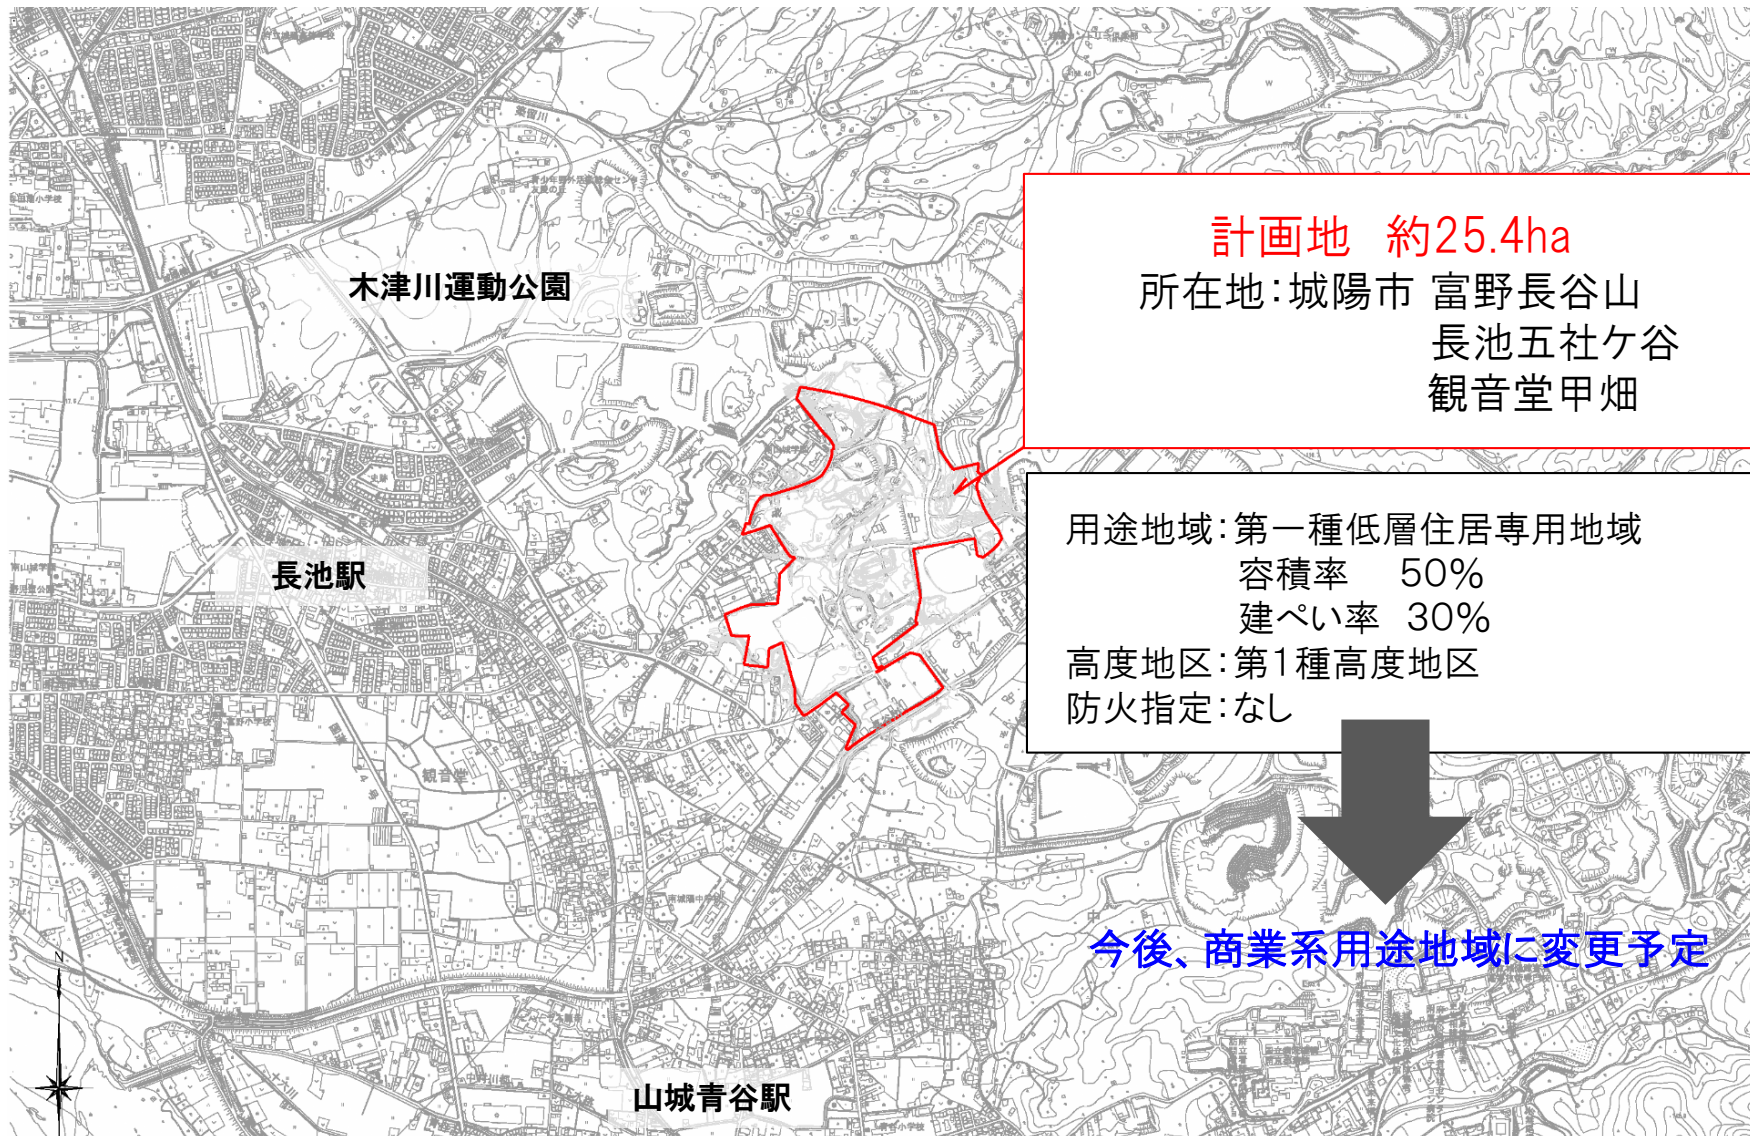 木津川運動公園
計画地　約25.4ha
所在地：城陽市 富野長谷山
長池五社ケ谷
観音堂甲畑
用途地域：第一種低層住居専用地域
容積率　50%
建ぺい率　30%
高度地区：第1種高度地区
防火指定：なし
長池駅
観音堂
今後、商業系用途地域に変更予定
N
山城青谷駅